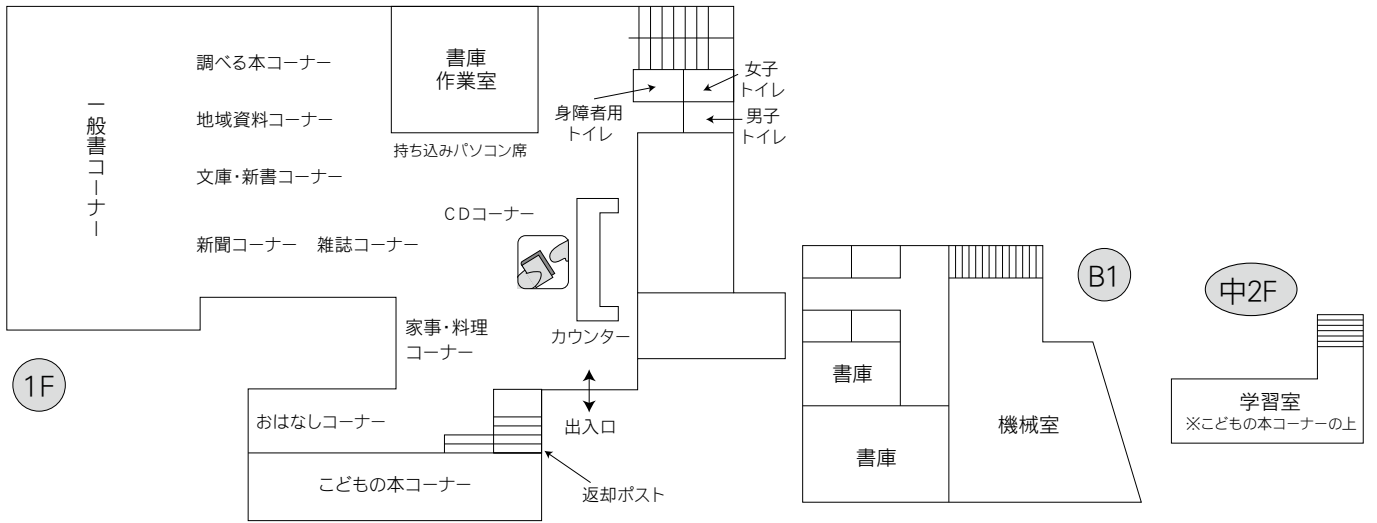 一般書コーナー
調べる本コーナー
地域資料コーナー
文庫・新書コーナー
新聞コーナー
雑誌コーナー
書庫
作業室
持ち込みパソコン席
CDコーナー
身障者用
トイレ
女子
トイレ
男子
トイレ
カウンター
家事・料理
コーナー
おはなしコーナー
こどもの本コーナー
出入口
返却ポスト
1F
B1
書庫
書庫
機械室
中2F
学習室
※こどもの本コーナーの上